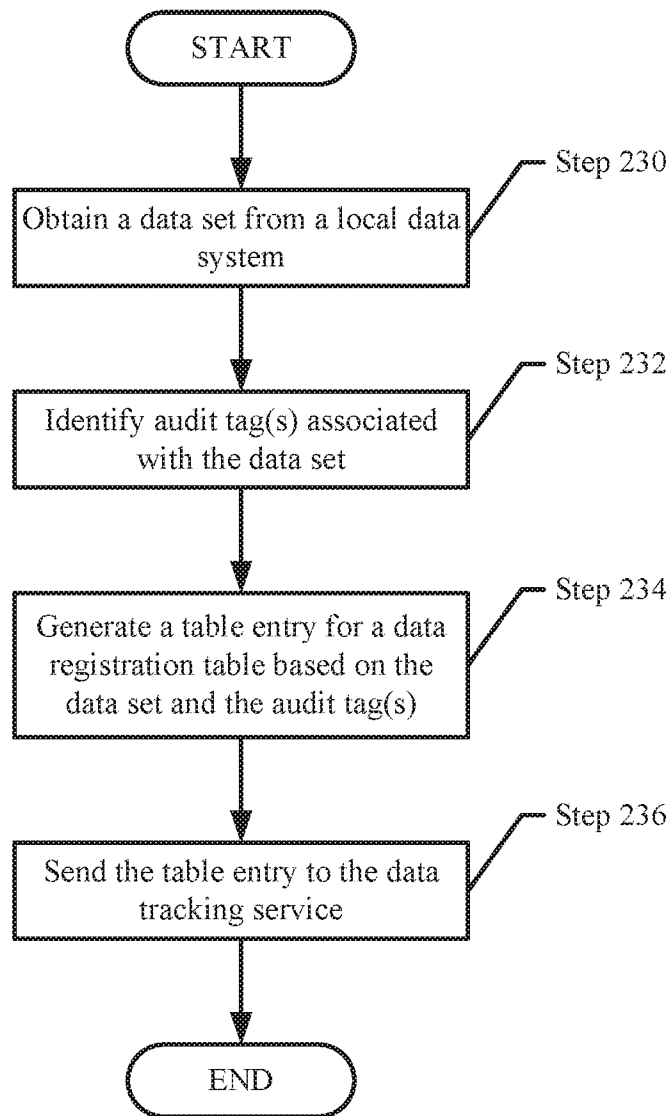 START
Step 230
Obtain a data set from a local data
system
Step 232
Identify audit tag(s) associated
with the data set
Step 234
Generate a table entry for a data
registration table based on the
data set and the audit tag(s)
Step 236
Send the table entry to the data
tracking service
END